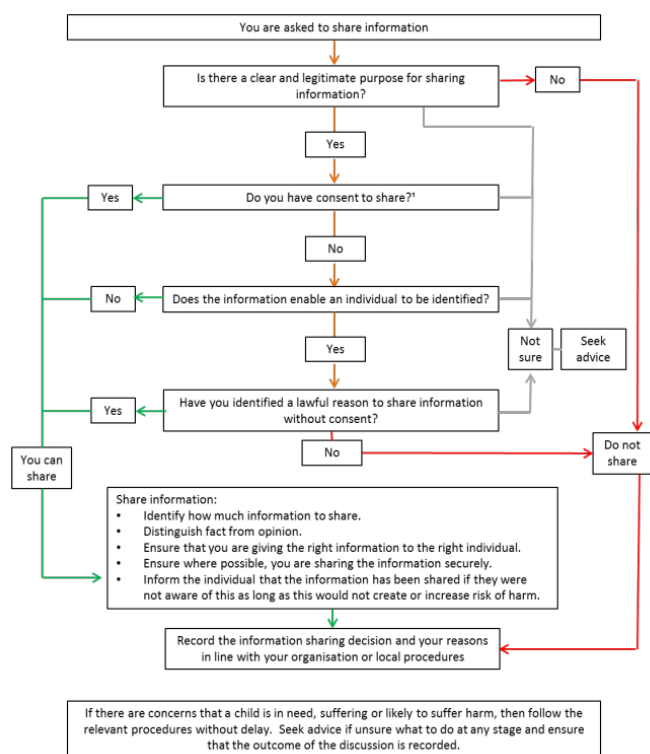 You are asked to share information
Is there a clear and legitimate purpose for sharing
information?
No
Yes
Yes
Do you have consent to share?¹
No
No
Does the information enable an individual to be identified?
Yes
Not
sure
Seek
advice
Yes
Have you identified a lawful reason to share information
without consent?
No
Do not
share
You can
share
Share information:
• Identify how much information to share.
• Distinguish fact from opinion.
• Ensure that you are giving the right information to the right individual.
• Ensure where possible, you are sharing the information securely.
• Inform the individual that the information has been shared if they were
not aware of this as long as this would not create or increase risk of harm.
Record the information sharing decision and your reasons
in line with your organisation or local procedures
If there are concerns that a child is in need, suffering or likely to suffer harm, then follow the
relevant procedures without delay. Seek advice if unsure what to do at any stage and ensure
that the outcome of the discussion is recorded.